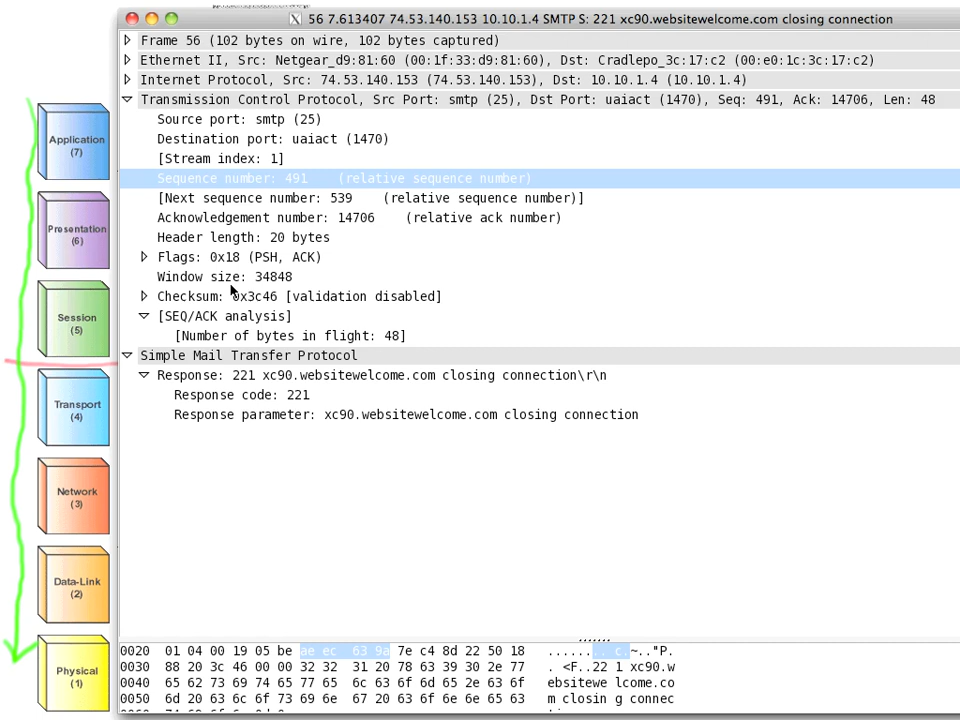 56 7.613407 74.53.140.153 10.10.1.4 SMTP S: 221 xc90.websitewelcome.com closing connection
Frame 56 (102 bytes on wire, 102 bytes captured)
Ethernet II, Src: Netgear_d9:81:60 (00:1f:33:d9:81:60), Dst: Cradlepo_3c:17:c2 (00:e0:1c:3c:17:c2)
Internet Protocol, Src: 74.53.140.153 (74.53.140.153), Dst: 10.10.1.4 (10.10.1.4)
Transmission Control Protocol, Src Port: smtp (25), Dst Port: uaiact (1470), Seq: 491, Ack: 14706, Len: 48
Source port: smtp (25)
Destination port: uaiact (1470)
[Stream index: 1]
Sequence number: 491 (relative sequence number)
[Next sequence number: 539 (relative sequence number)]
Acknowledgement number: 14706 (relative ack number)
Header length: 20 bytes
Flags: 0x18 (PSH, ACK)
Window size: 34848
Checksum: 0x3c46 [validation disabled]
[SEQ/ACK analysis]
[Number of bytes in flight: 48]
Simple Mail Transfer Protocol
Response: 221 xc90.websitewelcome.com closing connection\r\n
Response code: 221
Response parameter: xc90.websitewelcome.com closing connection
0020 01 04 00 19 05 be ae ec 63 9a 7e c4 8d 22 50 18 ...... .. c.~.."P.
0030 88 20 3c 46 00 00 32 32 31 20 78 63 39 30 2e 77 . <F..22 1 xc90.w
0040 65 62 73 69 74 65 77 65 6c 63 6f 6d 65 2e 63 6f ebsitewe lcome.co
0050 6d 20 63 6c 6f 73 69 6e 67 20 63 6f 6e 6e 65 63 m closin g connec
Application
(7)
Presentation
(6)
Session
(5)
Transport
(4)
Network
(3)
Data-Link
(2)
Physical
(1)